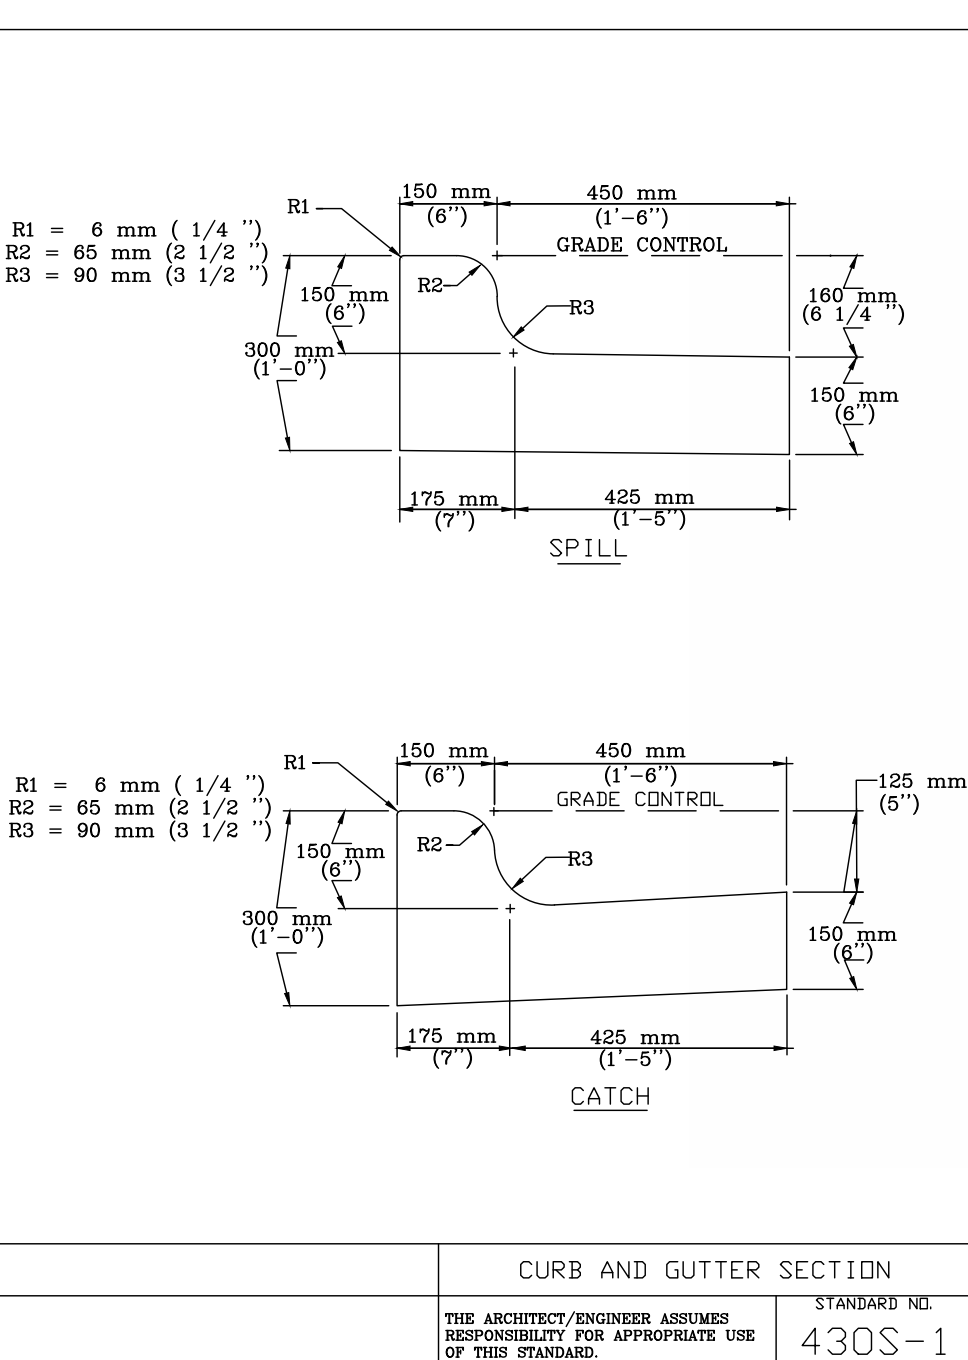 150 mm
(6")
450 mm
(1'-6")
R1
R1 = 6 mm ( 1/4 ")
R2 = 65 mm (2 1/2 ")
R3 = 90 mm (3 1/2 ")
GRADE CONTROL
R2
R3
150 mm
(6")
160 mm
(6 1/4 ")
300 mm
(1'-0")
150 mm
(6")
175 mm
(7")
425 mm
(1'-5")
SPILL
150 mm
(6")
450 mm
(1'-6")
R1
R1 = 6 mm ( 1/4 ")
R2 = 65 mm (2 1/2 ")
R3 = 90 mm (3 1/2 ")
GRADE CONTROL
125 mm
(5")
R2
R3
150 mm
(6")
300 mm
(1'-0")
150 mm
(6")
175 mm
(7")
425 mm
(1'-5")
CATCH
CURB AND GUTTER SECTION
THE ARCHITECT/ENGINEER ASSUMES
RESPONSIBILITY FOR APPROPRIATE USE
OF THIS STANDARD.
STANDARD NO.
430S-1